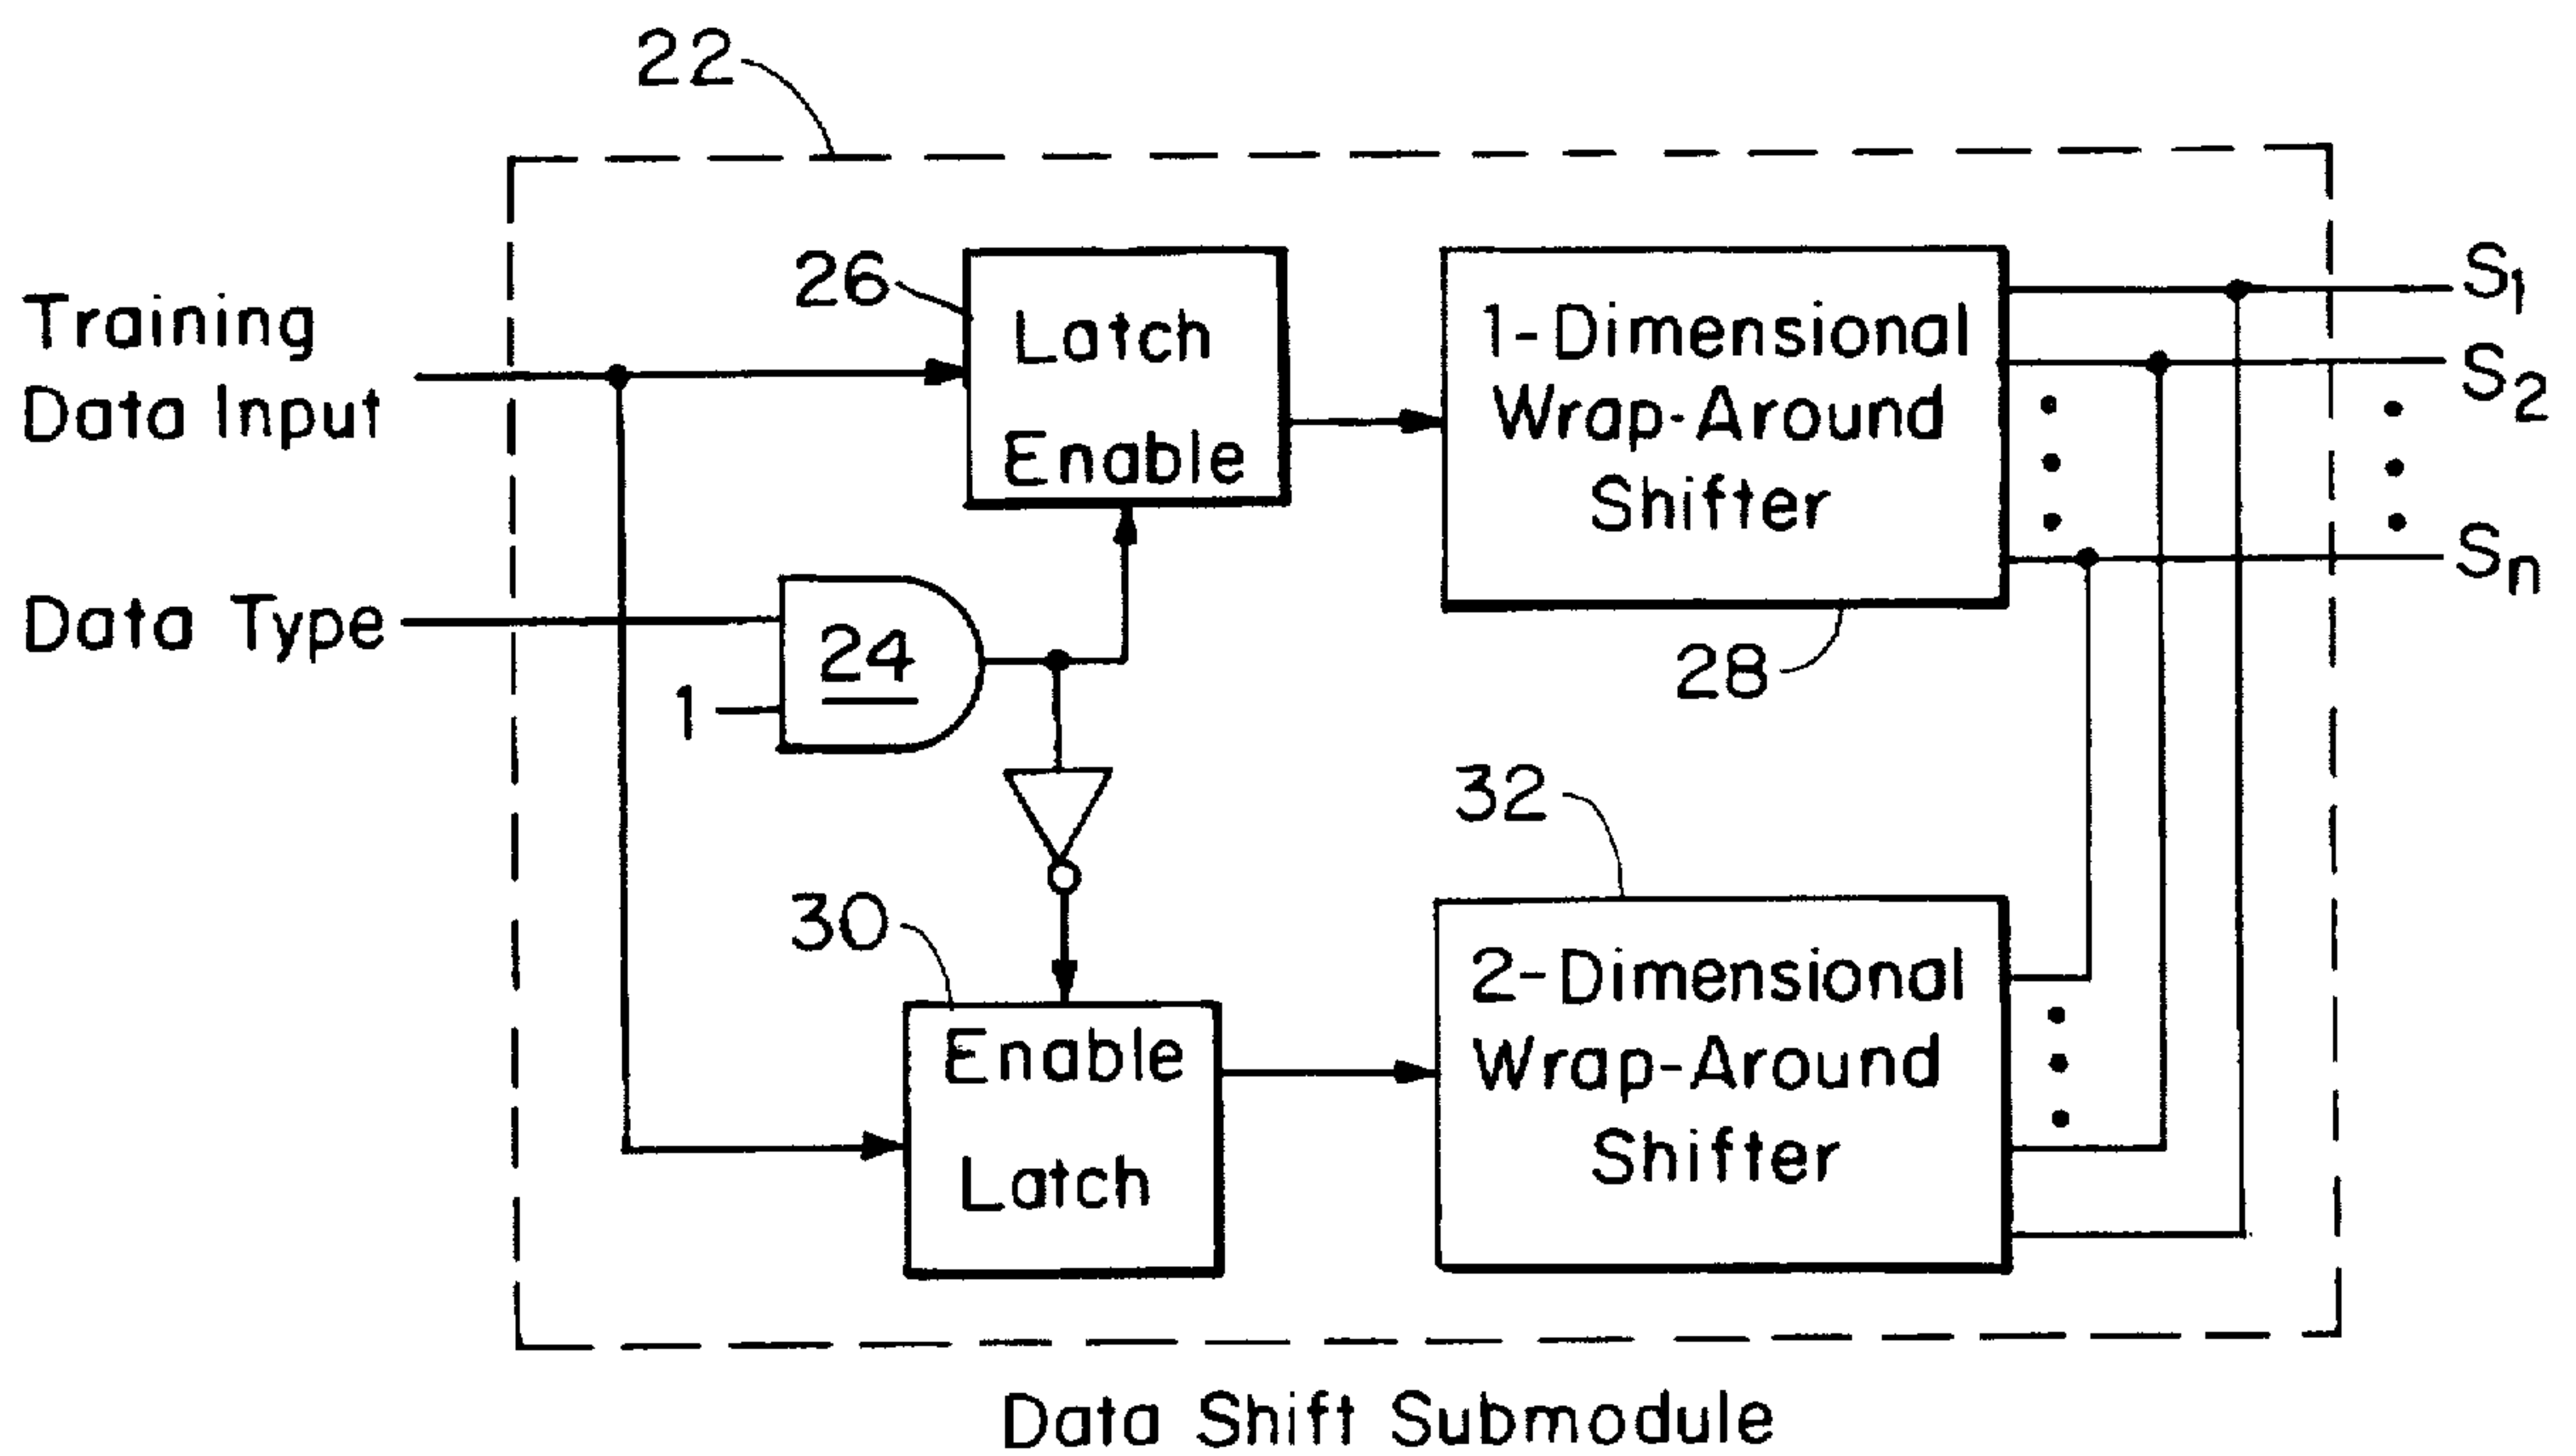 22
Training
Data Input
Data Type
26
Latch
Enable
1-Dimensional
Wrap-Around
Shifter
28
S1
S2
Sn
24
1
30
Enable
Latch
32
2-Dimensional
Wrap-Around
Shifter
Data Shift Submodule